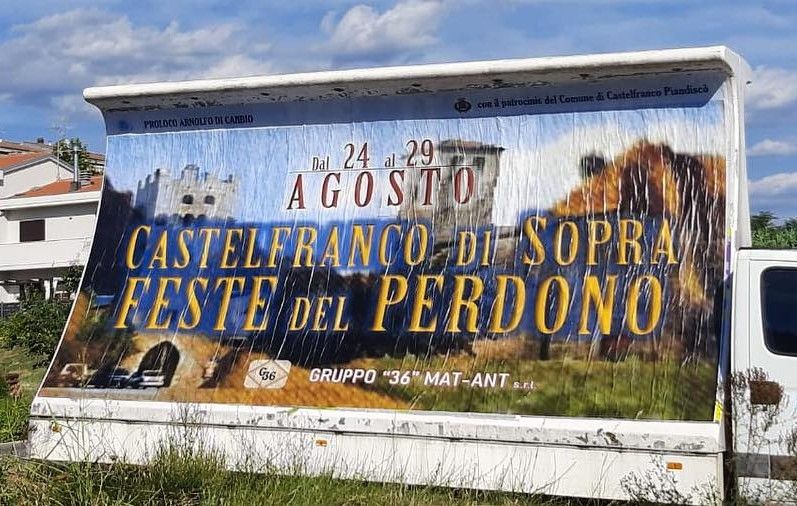 PROLOCO ARNOLFO DI CAMBIO
con il patrocinio del Comune di Castelfranco Piandiscò
DAL 24 AL 29
AGOSTO
CASTELFRANCO DI SOPRA
FESTE DEL PERDONO
G36
GRUPPO "36" MAT-ANT s.r.l.